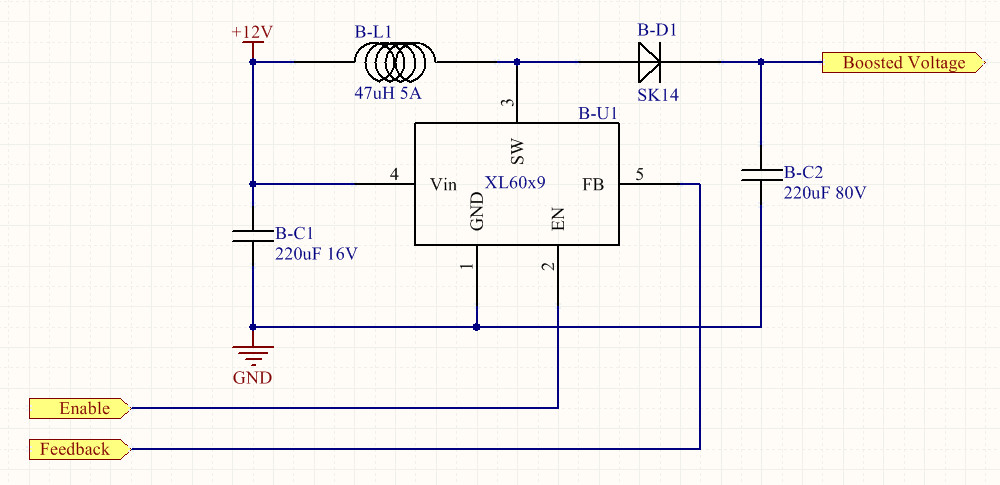 +12V
B-L1
47uH 5A
B-D1
SK14
Boosted Voltage
3
B-U1
SW
4
Vin
XL60x9
FB
5
GND
EN
B-C2
220uF 80V
B-C1
220uF 16V
1
2
GND
Enable
Feedback